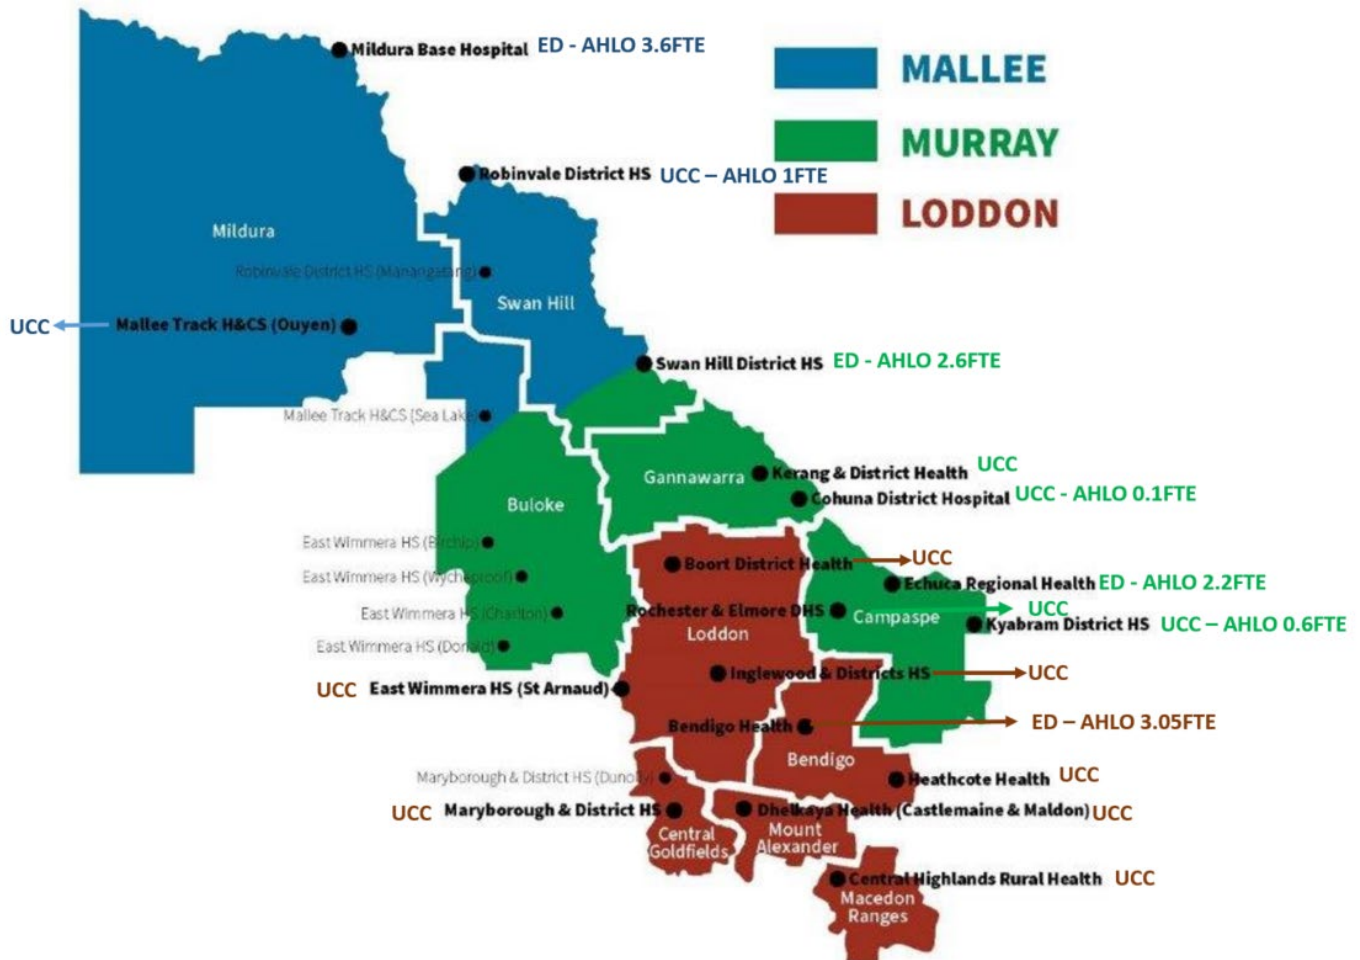 Mildura Base Hospital ED - AHLO 3.6FTE
MALLEE
MURRAY
Robinvale District HS UCC – AHLO 1FTE
LODDON
Mildura
Robinvale District HS (Manangatang)
Swan Hill
UCC Mallee Track H&CS (Ouyen)
Swan Hill District HS ED - AHLO 2.6FTE
Mallee Track H&CS (Sea Lake)
Gannawarra
Kerang & District Health UCC
Cohuna District Hospital UCC - AHLO 0.1FTE
Buloke
East Wimmera HS (Birchip)
Boort District Health UCC
East Wimmera HS (Wycheproof)
Echuca Regional Health ED - AHLO 2.2FTE
East Wimmera HS (Charlton)
Rochester & Elmore DHS UCC
Campaspe
Kyabram District HS UCC – AHLO 0.6FTE
Loddon
East Wimmera HS (Donald)
Inglewood & Districts HS UCC
UCC East Wimmera HS (St Arnaud)
Bendigo Health ED – AHLO 3.05FTE
Bendigo
Maryborough & District HS (Dunolly)
Heathcote Health UCC
UCC Maryborough & District HS
Dhelkaya Health (Castlemaine & Maldon) UCC
Central
Goldfields
Mount
Alexander
Central Highlands Rural Health UCC
Macedon
Ranges